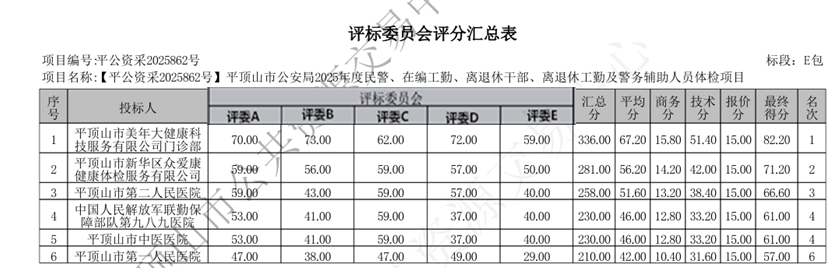 评标委员会评分汇总表
项目编号:平公资采2025862号 标段：E包
项目名称:【平公资采2025862号】平顶山市公安局2025年度民警、在编工勤、离退休干部、离退休工勤及警务辅助人员体检项目
序号 投标人 评标委员会 汇总分 平均分 商务分 技术分 报价分 最终得分 名次
评委A 评委B 评委C 评委D 评委E
1 平顶山市美年大健康科技服务有限公司门诊部 70.00 73.00 62.00 72.00 59.00 336.00 67.20 15.80 51.40 15.00 82.20 1
2 平顶山市新华区众爱康健康体检服务有限公司 59.00 56.00 59.00 57.00 50.00 281.00 56.20 14.20 42.00 15.00 71.20 2
3 平顶山市第二人民医院 59.00 43.00 59.00 57.00 40.00 258.00 51.60 13.20 38.40 15.00 66.60 3
4 中国人民解放军联勤保障部队第九八九医院 53.00 41.00 59.00 37.00 40.00 230.00 46.00 12.80 33.20 15.00 61.00 4
5 平顶山市中医医院 53.00 41.00 59.00 37.00 40.00 230.00 46.00 12.80 33.20 15.00 61.00 4
6 平顶山市第一人民医院 47.00 38.00 47.00 49.00 29.00 210.00 42.00 10.40 31.60 15.00 57.00 6